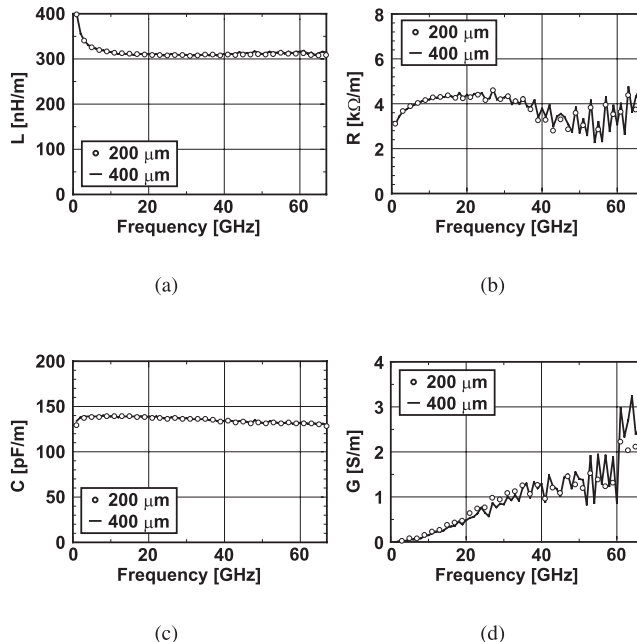 400
300
200
100
0
L [nH/m]
200 μm
400 μm
0 20 40 60
Frequency [GHz]
(a)
8
6
4
2
0
R [kΩ/m]
200 μm
400 μm
0 20 40 60
Frequency [GHz]
(b)
200
150
100
50
0
C [pF/m]
200 μm
400 μm
0 20 40 60
Frequency [GHz]
(c)
4
3
2
1
0
G [S/m]
200 μm
400 μm
0 20 40 60
Frequency [GHz]
(d)